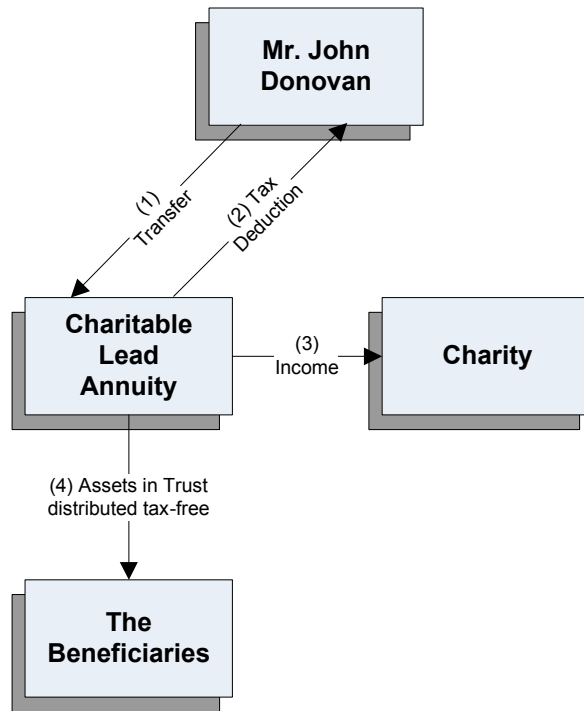 Mr. John
Donovan
(1)
Transfer
(2) Tax
Deduction
Charitable
Lead
Annuity
(3)
Income
Charity
(4) Assets in Trust
distributed tax-free
The
Beneficiaries